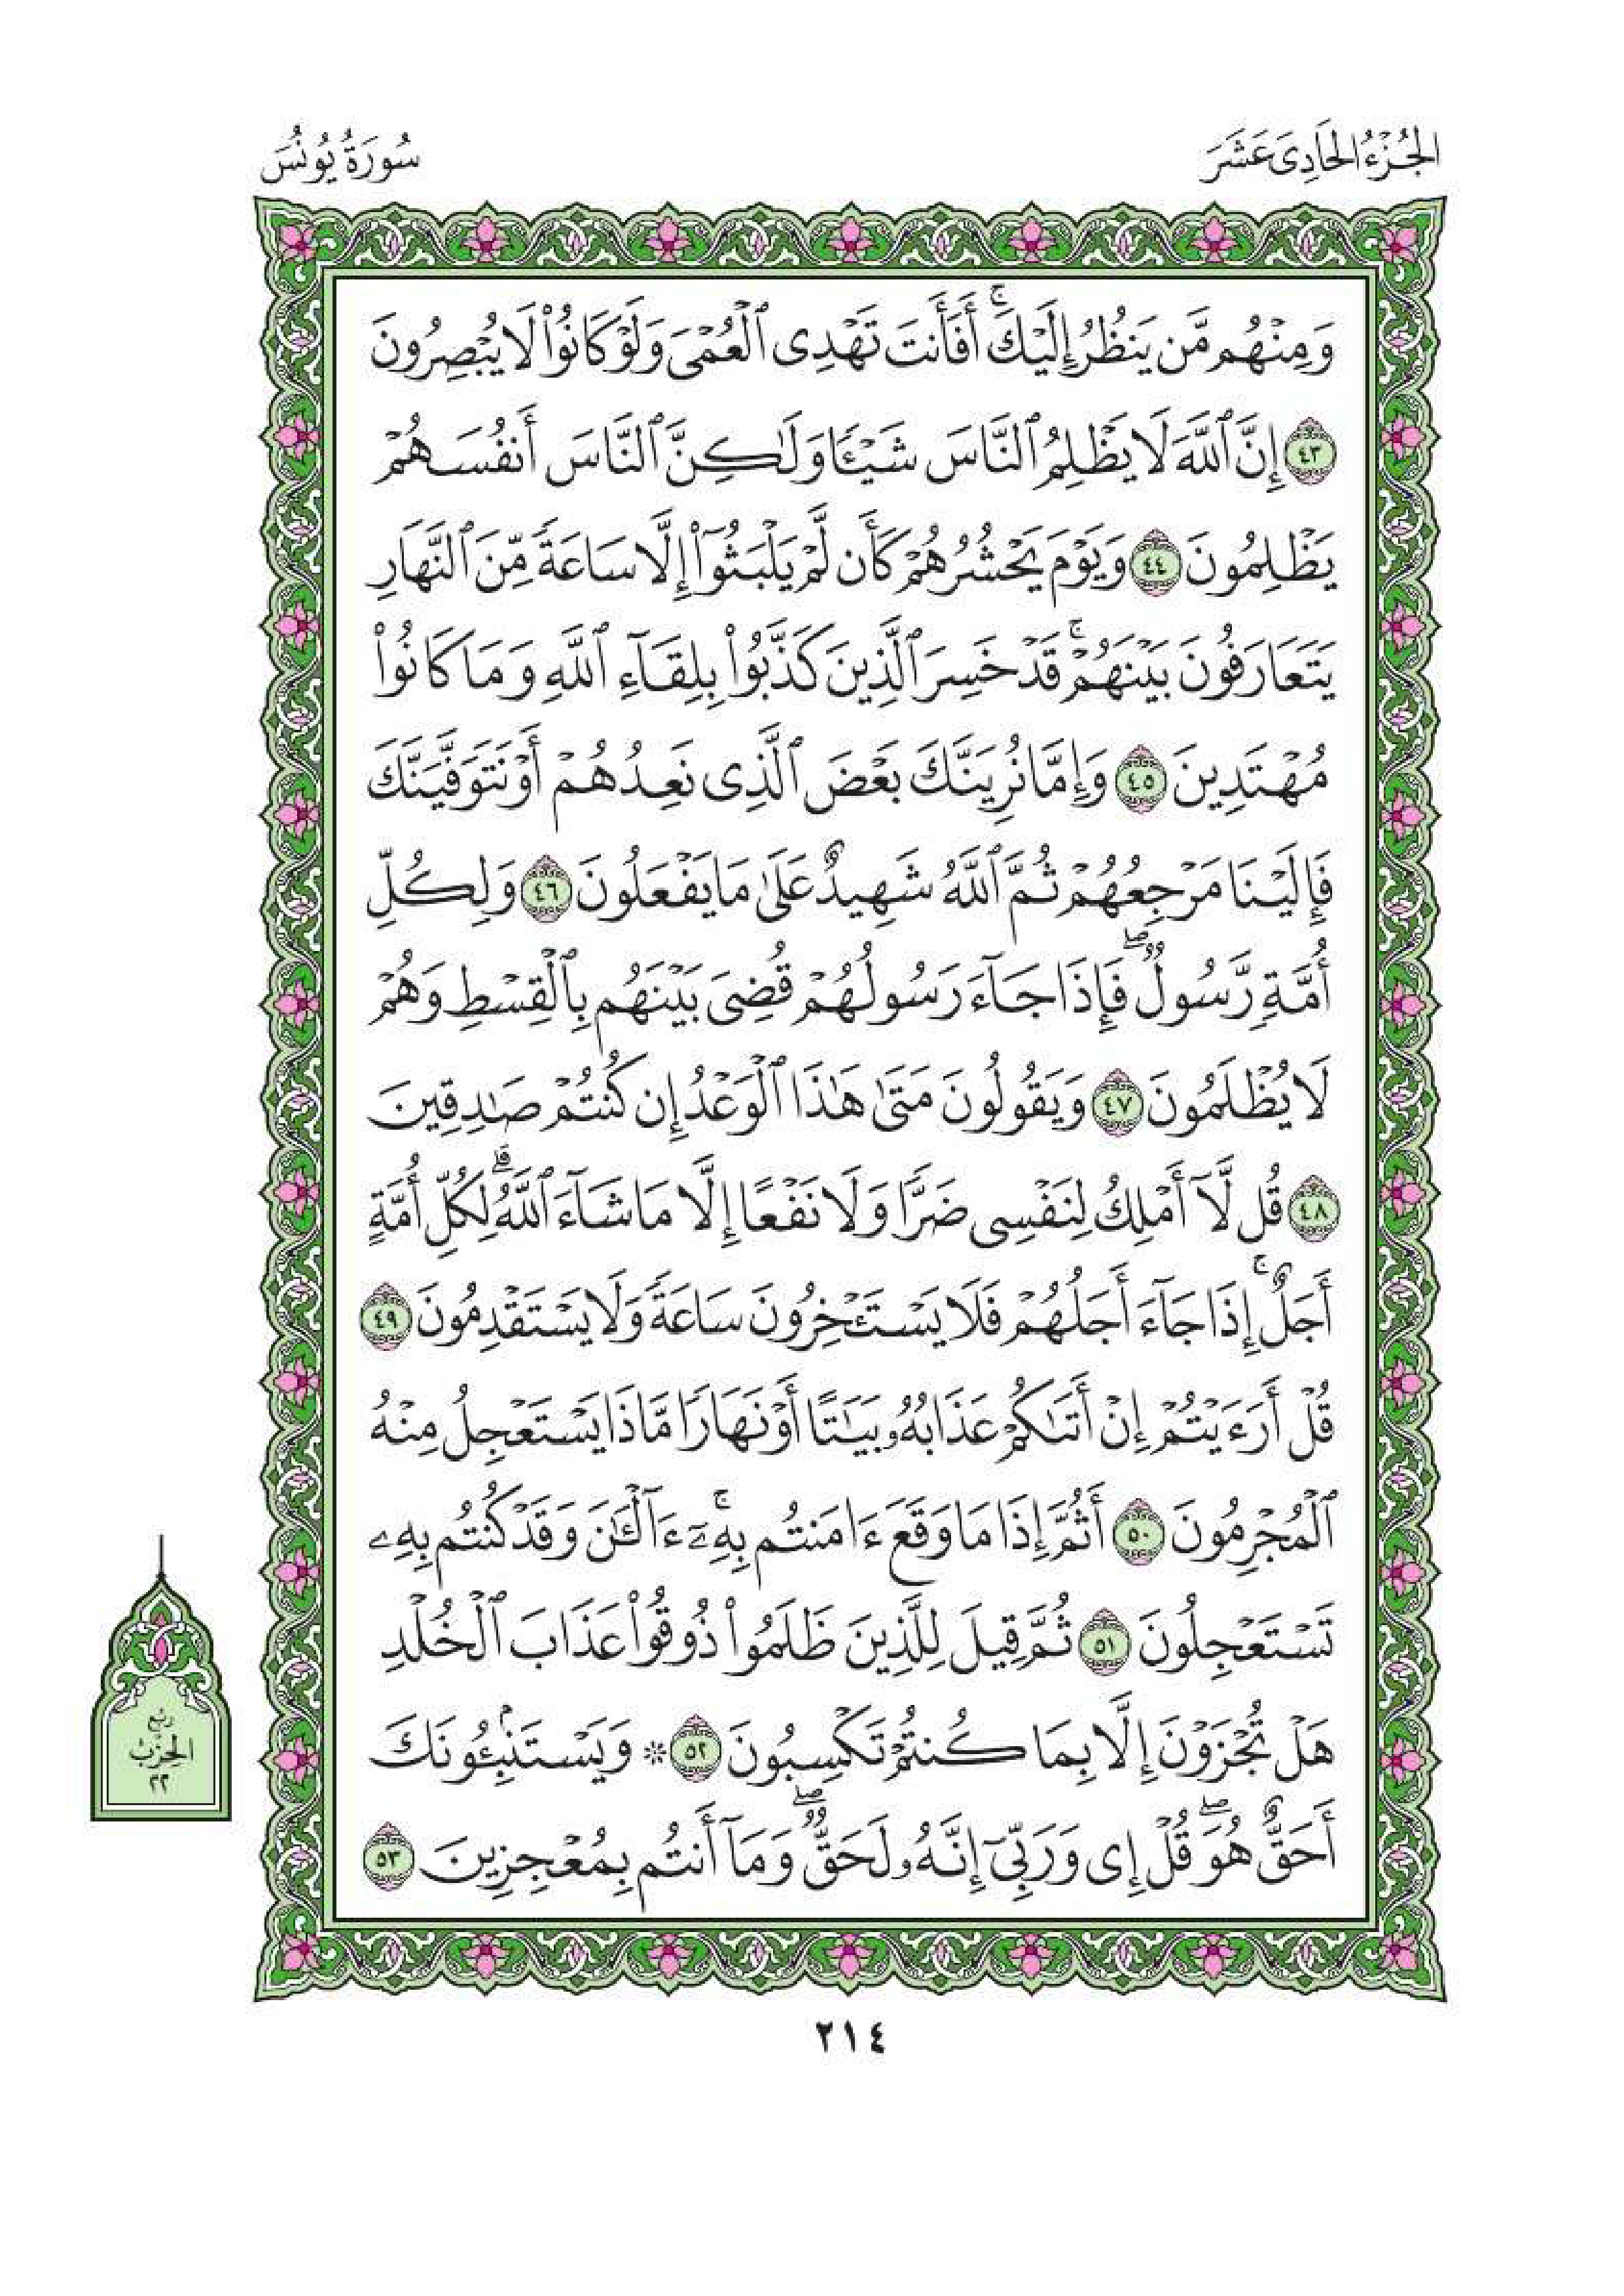 الجُزْءُ الحَادِيَ عَشَرَ
سُورَةُ يُونُسَ
وَمِنْهُم مَّن يَنظُرُ إِلَيْكَ ۚ أَفَأَنتَ تَهْدِى ٱلْعُمْىَ وَلَوْ كَانُوا۟ لَا يُبْصِرُونَ
٤٣ إِنَّ ٱللَّهَ لَا يَظْلِمُ ٱلنَّاسَ شَيْـًٔا وَلَـٰكِنَّ ٱلنَّاسَ أَنفُسَهُمْ
يَظْلِمُونَ ٤٤ وَيَوْمَ يَحْشُرُهُمْ كَأَن لَّمْ يَلْبَثُوٓا۟ إِلَّا سَاعَةً مِّنَ ٱلنَّهَارِ
يَتَعَارَفُونَ بَيْنَهُمْ ۚ قَدْ خَسِرَ ٱلَّذِينَ كَذَّبُوا۟ بِلِقَآءِ ٱللَّهِ وَمَا كَانُوا۟
مُهْتَدِينَ ٤٥ وَإِمَّا نُرِيَنَّكَ بَعْضَ ٱلَّذِى نَعِدُهُمْ أَوْ نَتَوَفَّيَنَّكَ
فَإِلَيْنَا مَرْجِعُهُمْ ثُمَّ ٱللَّهُ شَهِيدٌ عَلَىٰ مَا يَفْعَلُونَ ٤٦ وَلِكُلِّ
أُمَّةٍ رَّسُولٌ ۖ فَإِذَا جَآءَ رَسُولُهُمْ قُضِىَ بَيْنَهُم بِٱلْقِسْطِ وَهُمْ
لَا يُظْلَمُونَ ٤٧ وَيَقُولُونَ مَتَىٰ هَـٰذَا ٱلْوَعْدُ إِن كُنتُمْ صَـٰدِقِينَ
٤٨ قُل لَّآ أَمْلِكُ لِنَفْسِى ضَرًّا وَلَا نَفْعًا إِلَّا مَا شَآءَ ٱللَّهُ ۗ لِكُلِّ أُمَّةٍ
أَجَلٌ ۚ إِذَا جَآءَ أَجَلُهُمْ فَلَا يَسْتَـْٔخِرُونَ سَاعَةً وَلَا يَسْتَقْدِمُونَ ٤٩
قُلْ أَرَءَيْتُمْ إِنْ أَتَىٰكُمْ عَذَابُهُۥ بَيَـٰتًا أَوْ نَهَارًا مَّاذَا يَسْتَعْجِلُ مِنْهُ
ٱلْمُجْرِمُونَ ٥٠ أَثُمَّ إِذَا مَا وَقَعَ ءَامَنتُم بِهِۦٓ ۚ ءَآلْـَٔـٰنَ وَقَدْ كُنتُم بِهِۦ
تَسْتَعْجِلُونَ ٥١ ثُمَّ قِيلَ لِلَّذِينَ ظَلَمُوا۟ ذُوقُوا۟ عَذَابَ ٱلْخُلْدِ
هَلْ تُجْزَوْنَ إِلَّا بِمَا كُنتُمْ تَكْسِبُونَ ٥٢ ۞ وَيَسْتَنۢبِـُٔونَكَ
أَحَقٌّ هُوَ ۖ قُلْ إِى وَرَبِّىٓ إِنَّهُۥ لَحَقٌّ ۖ وَمَآ أَنتُم بِمُعْجِزِينَ ٥٣
ربع
الحزب
٢٢
٢١٤